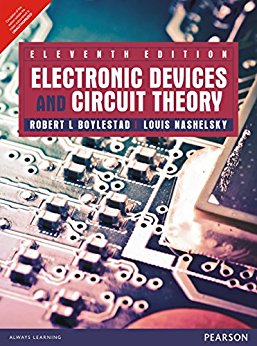 ELEVENTH EDITION
ELECTRONIC DEVICES
AND CIRCUIT THEORY
ROBERT L BOYLESTAD | LOUIS NASHELSKY
ALWAYS LEARNING
PEARSON